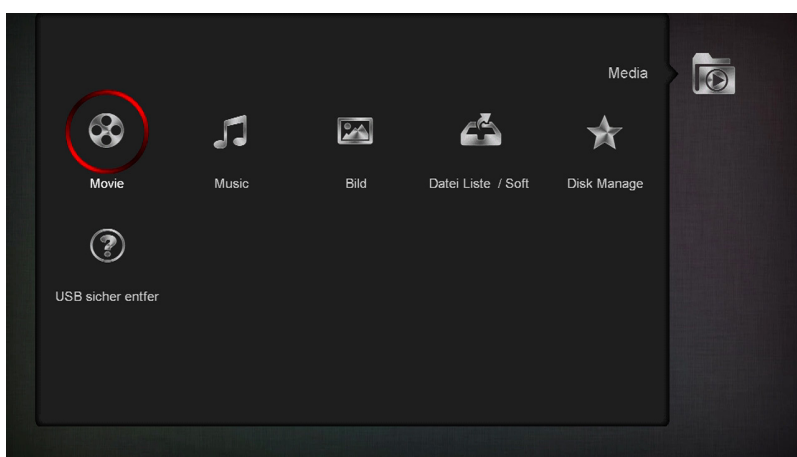 Media
Movie
Music
Bild
Datei Liste / Soft
Disk Manage
USB sicher entfer